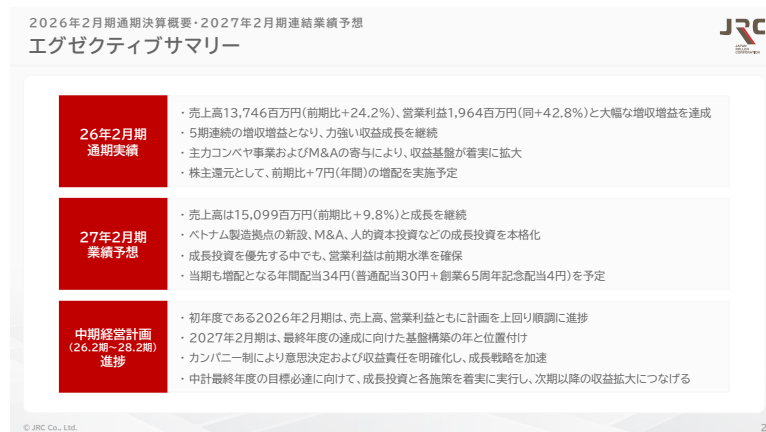 2026年2月期通期決算概要・2027年2月期連結業績予想
エグゼクティブサマリー
JRC
JAPAN
ROLLER
CORPORATION
26年2月期
通期実績
・売上高13,746百万円(前期比+24.2%)、営業利益1,964百万円(同+42.8%)と大幅な増収増益を達成
・5期連続の増収増益となり、力強い収益成長を継続
・主力コンベヤ事業およびM&Aの寄与により、収益基盤が着実に拡大
・株主還元として、前期比+7円(年間)の増配を実施予定
27年2月期
業績予想
・売上高は15,099百万円(前期比+9.8%)と成長を継続
・ベトナム製造拠点の新設、M&A、人的資本投資などの成長投資を本格化
・成長投資を優先する中でも、営業利益は前期水準を確保
・当期も増配となる年間配当34円(普通配当30円+創業65周年記念配当4円)を予定
中期経営計画
(26.2期~28.2期)
進捗
・初年度である2026年2月期は、売上高、営業利益ともに計画を上回り順調に進捗
・2027年2月期は、最終年度の達成に向けた基盤構築の年と位置付け
・カンパニー制により意思決定および収益責任を明確化し、成長戦略を加速
・中計最終年度の目標必達に向けて、成長投資と各施策を着実に実行し、次期以降の収益拡大につなげる
© JRC Co., Ltd.
2